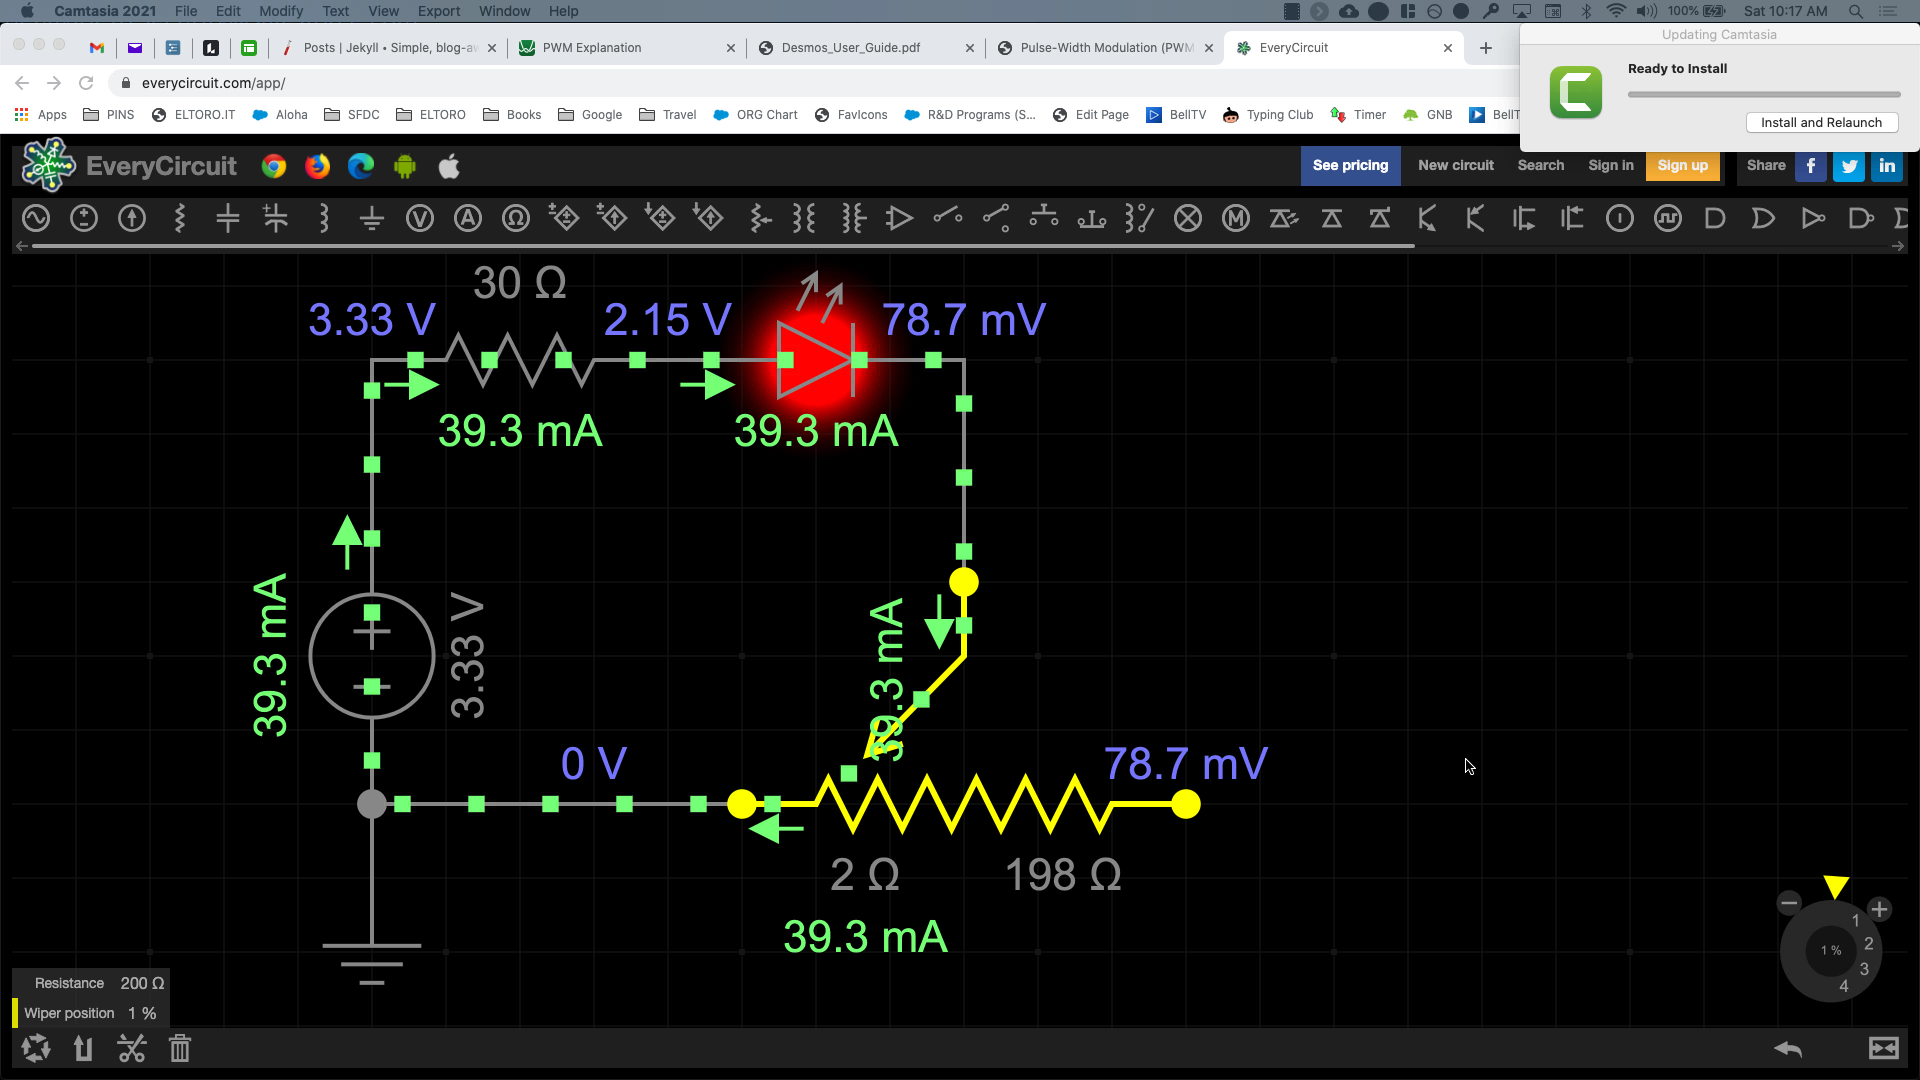 Camtasia 2021 File Edit Modify Text View Export Window Help 100% Sat 10:17 AM
Updating Camtasia
Ready to Install
Install and Relaunch
Posts | Jekyll • Simple, blog-aw PWM Explanation Desmos_User_Guide.pdf Pulse-Width Modulation (PWM EveryCircuit
everycircuit.com/app/
Apps PINS ELTORO.IT Aloha SFDC ELTORO Books Google Travel ORG Chart FavIcons R&D Programs (S... Edit Page BellTV Typing Club Timer GNB BellT
EveryCircuit See pricing New circuit Search Sign in Sign up Share
30 Ω
3.33 V 2.15 V 78.7 mV
39.3 mA 39.3 mA
39.3 mA
3.33 V
39.3 mA
0 V 78.7 mV
2 Ω 198 Ω
39.3 mA
1
2
3
4
1 %
Resistance 200 Ω
Wiper position 1 %